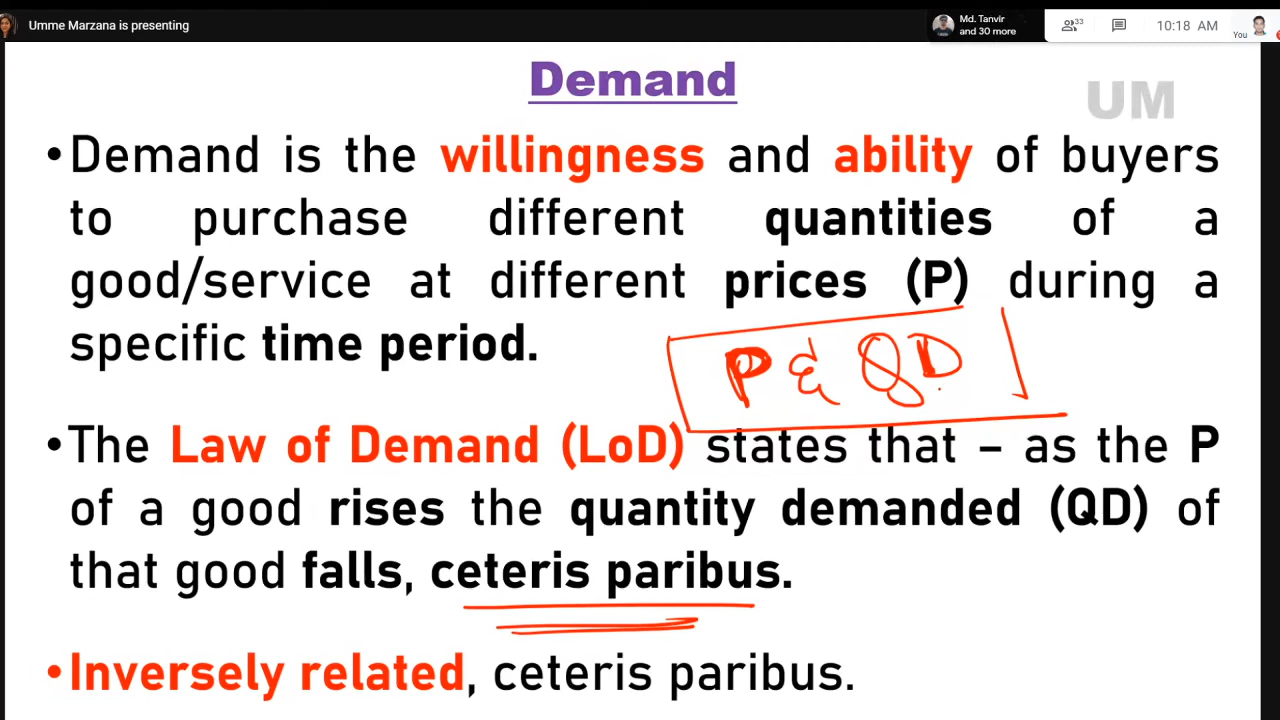 Umme Marzana is presenting
Md. Tanvir
and 30 more
33
10:18 AM
You
Demand
UM
•Demand is the willingness and ability of buyers
to purchase different quantities of a
good/service at different prices (P) during a
specific time period.
P & QD
•The Law of Demand (LoD) states that – as the P
of a good rises the quantity demanded (QD) of
that good falls, ceteris paribus.
•Inversely related, ceteris paribus.